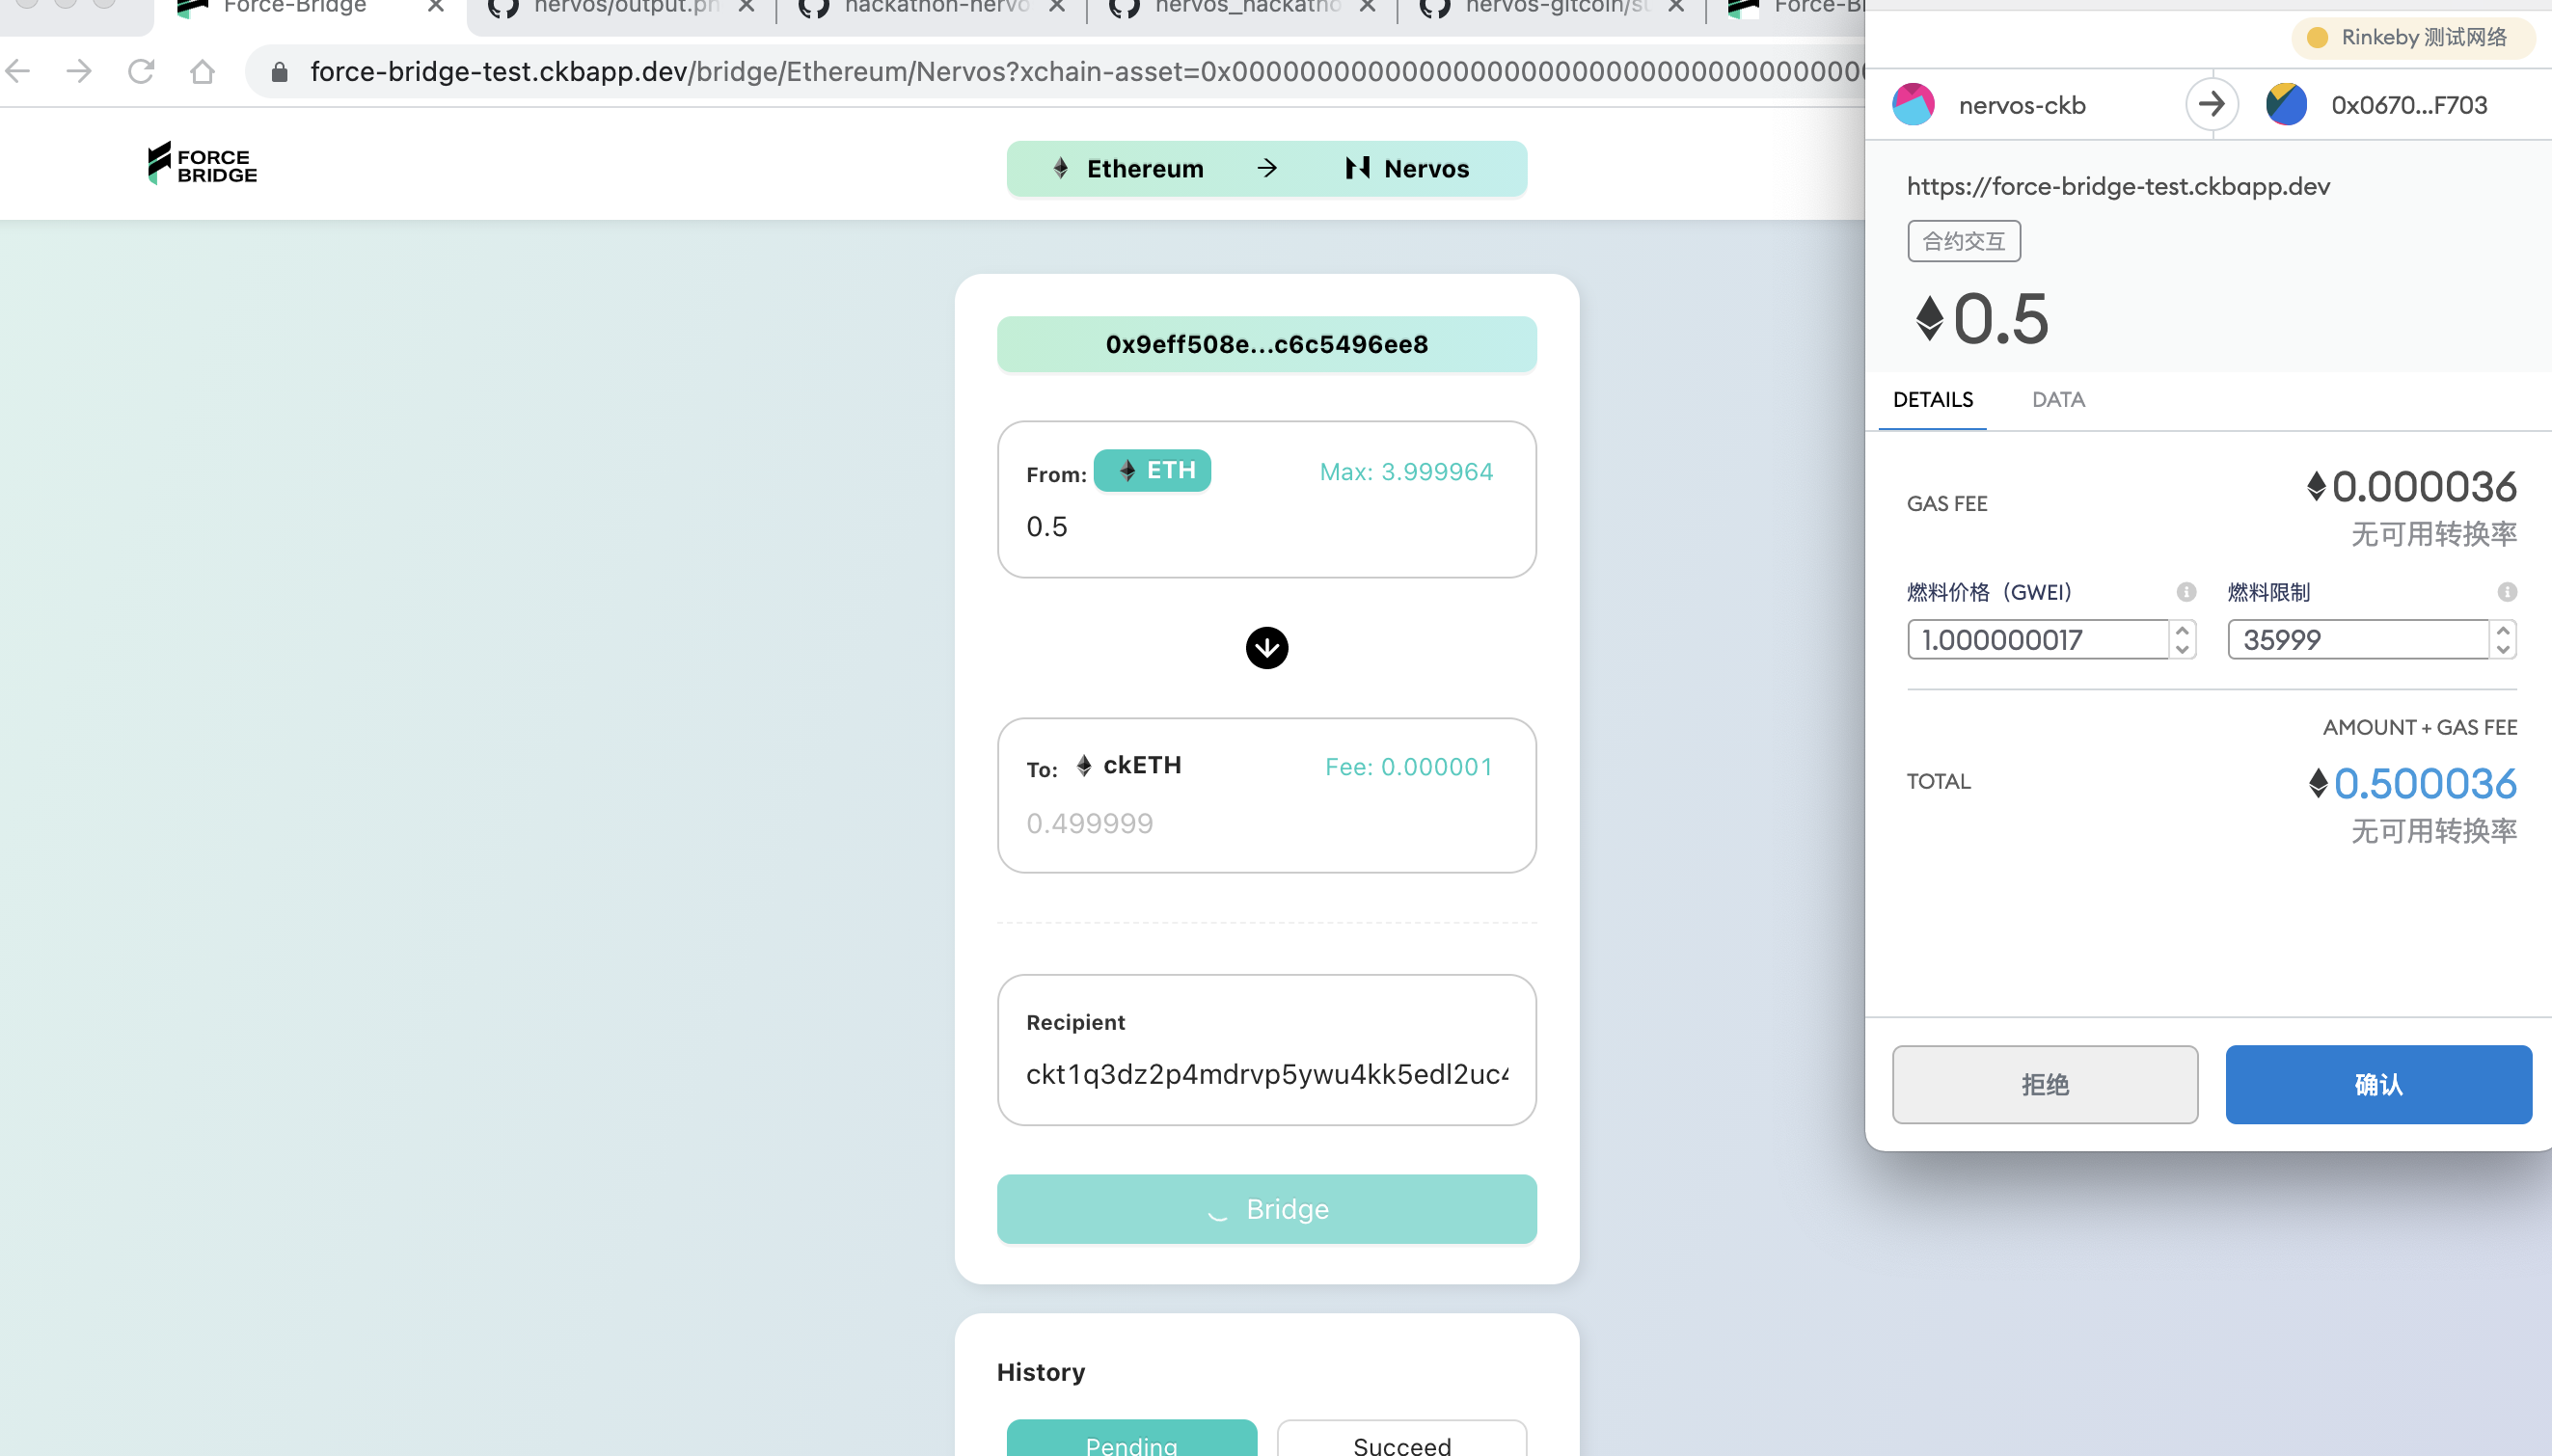 Force-Bridge
nervos/output.pn
hackathon-nervo
nervos_hackatho
nervos-gitcoin/su
Force-B
force-bridge-test.ckbapp.dev/bridge/Ethereum/Nervos?xchain-asset=0x00000000000000000000000000000000000
FORCE
BRIDGE
Ethereum → Nervos
0x9eff508e...c6c5496ee8
From: ETH Max: 3.999964
0.5
To: ckETH Fee: 0.000001
0.499999
Recipient
ckt1q3dz2p4mdrvp5ywu4kk5edl2uc4
Bridge
History
Pending Succeed
Rinkeby 测试网络
nervos-ckb → 0x0670...F703
https://force-bridge-test.ckbapp.dev
合约交互
0.5
DETAILS DATA
GAS FEE 0.000036
无可用转换率
燃料价格（GWEI） 燃料限制
1.000000017 35999
AMOUNT + GAS FEE
TOTAL 0.500036
无可用转换率
拒绝 确认